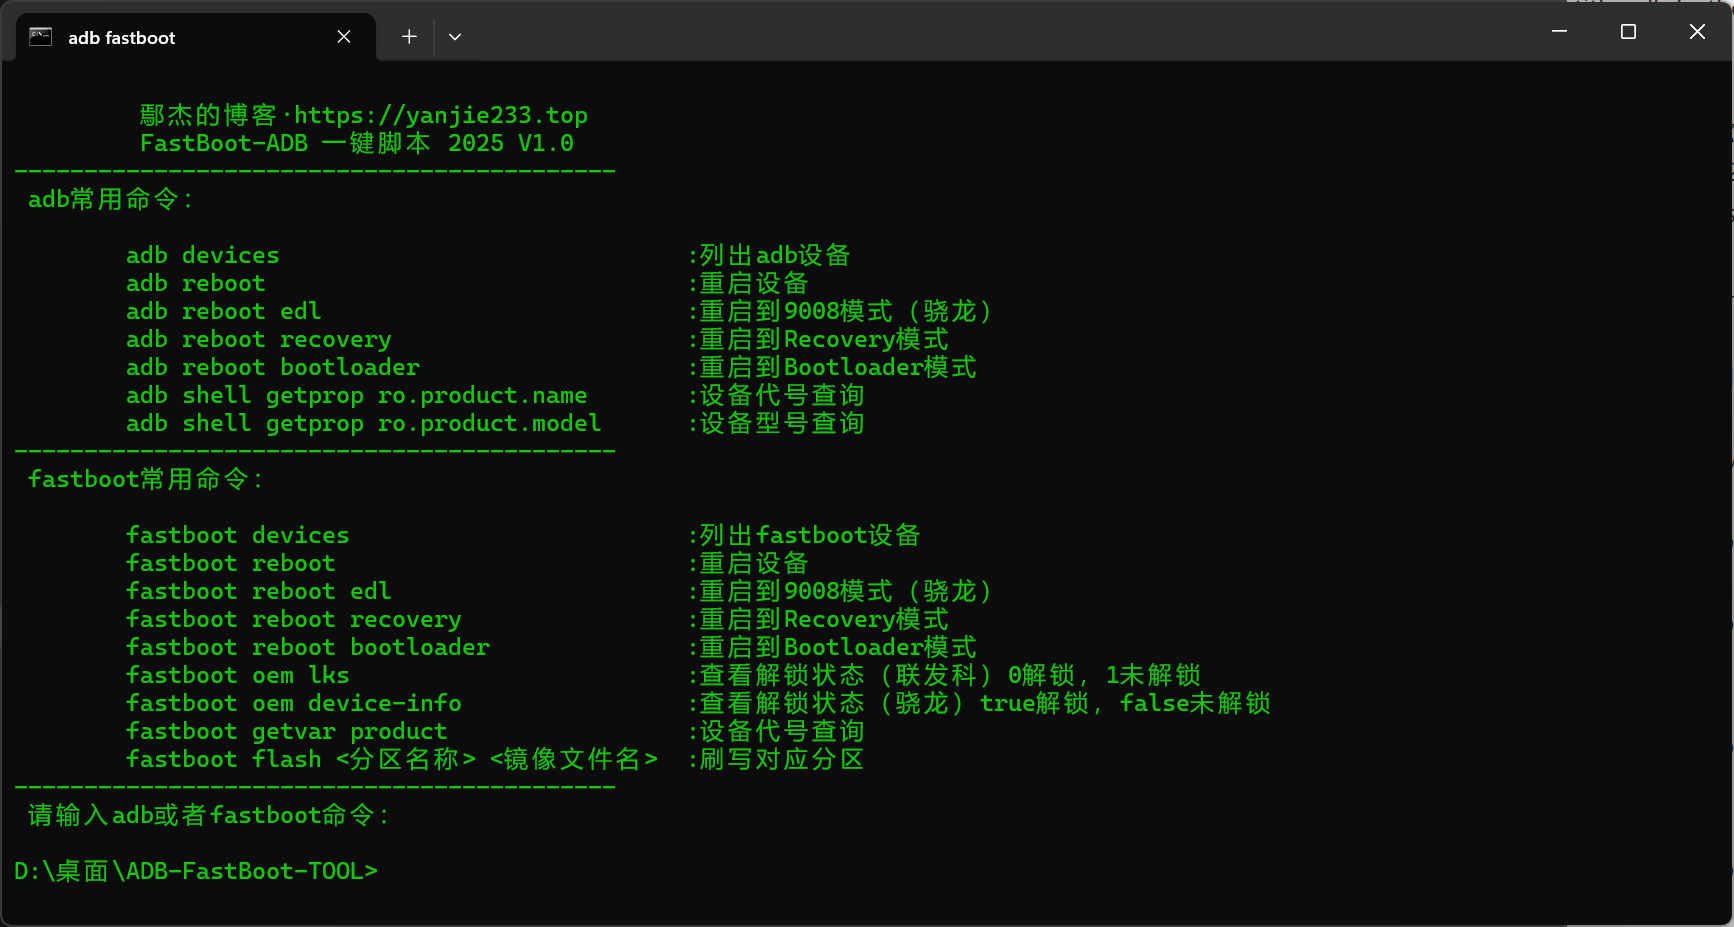 adb fastboot
鄢杰的博客·https://yanjie233.top
FastBoot-ADB 一键脚本 2025 V1.0
-------------------------------------------
adb常用命令:
adb devices :列出adb设备
adb reboot :重启设备
adb reboot edl :重启到9008模式（骁龙）
adb reboot recovery :重启到Recovery模式
adb reboot bootloader :重启到Bootloader模式
adb shell getprop ro.product.name :设备代号查询
adb shell getprop ro.product.model :设备型号查询
-------------------------------------------
fastboot常用命令:
fastboot devices :列出fastboot设备
fastboot reboot :重启设备
fastboot reboot edl :重启到9008模式（骁龙）
fastboot reboot recovery :重启到Recovery模式
fastboot reboot bootloader :重启到Bootloader模式
fastboot oem lks :查看解锁状态（联发科）0解锁，1未解锁
fastboot oem device-info :查看解锁状态（骁龙）true解锁，false未解锁
fastboot getvar product :设备代号查询
fastboot flash <分区名称> <镜像文件名> :刷写对应分区
-------------------------------------------
请输入adb或者fastboot命令:
D:\桌面\ADB-FastBoot-TOOL>